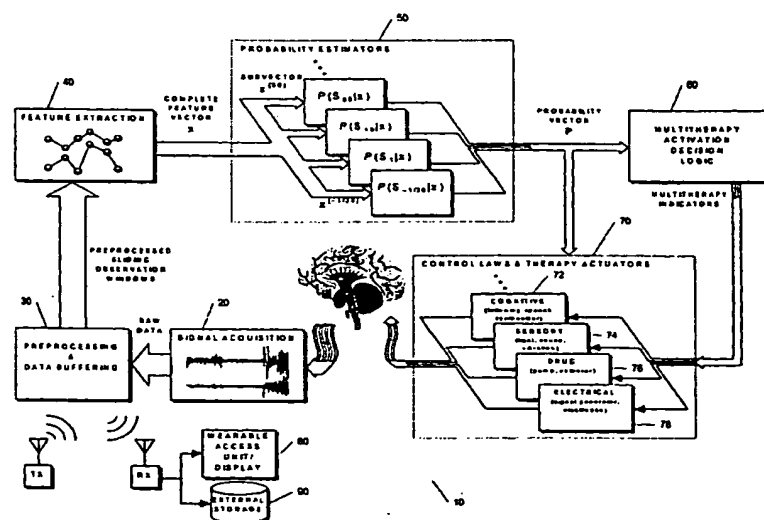 50
PROBABILITY ESTIMATORS
40
60
FEATURE EXTRACTION
COMPLETE
FEATURE
VECTOR
x
SUBVECTOR
P(S
|x)
P(S
|x)
P(S
|x)
P(S
|x)
PROBABILITY
VECTOR
P
MULTITHERAPY
ACTIVATION
DECISION
LOGIC
MULTITHERAPY
INDICATORS
70
PREPROCESSED
SLIDING
OBSERVATION
WINDOWS
CONTROL LAWS & THERAPY ACTUATORS
72
COGNITIVE
SENSORY
74
DRUG
76
ELECTRICAL
78
30
RAW
DATA
20
PREPROCESSING
&
DATA BUFFERING
SIGNAL ACQUISITION
TX
RX
WEARABLE ACCESS
UNIT/
DISPLAY
80
EXTERNAL
STORAGE
90
10